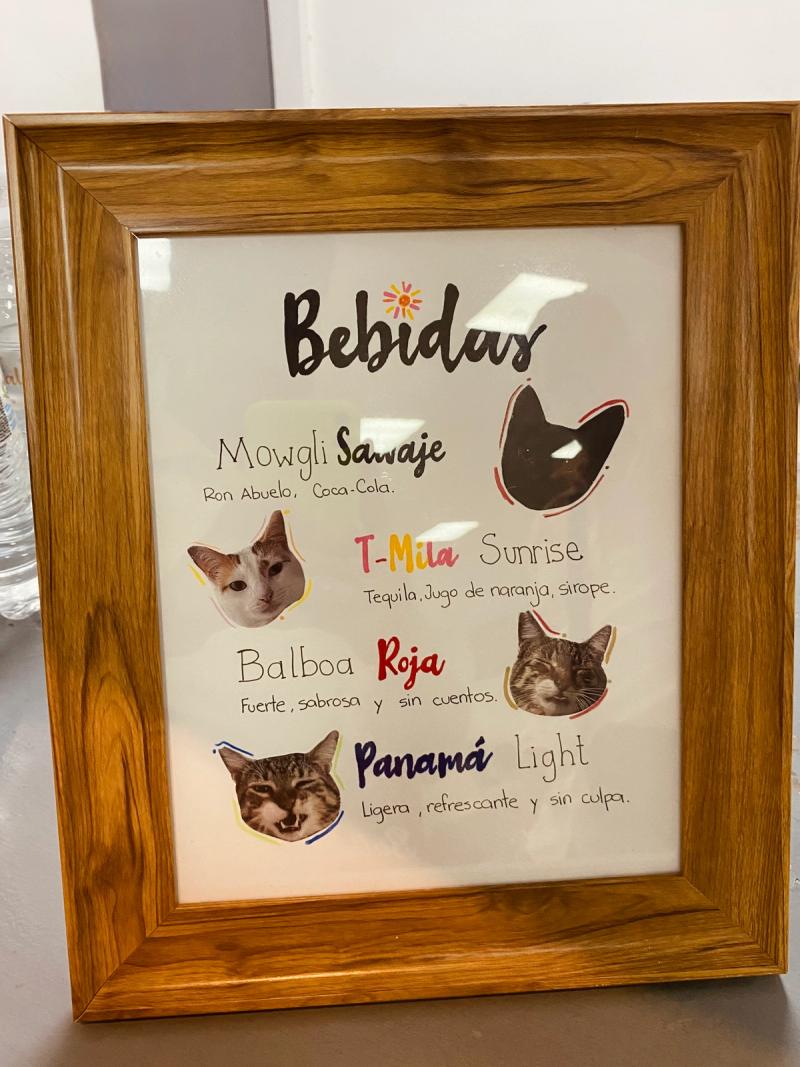 Bebidas
Mowgli Salvaje
Ron Abuelo, Coca-Cola.
T-Mila Sunrise
Tequila, Jugo de naranja, sirope.
Balboa Roja
Fuerte, sabrosa y sin cuentos.
Panamá Light
Ligera, refrescante y sin culpa.